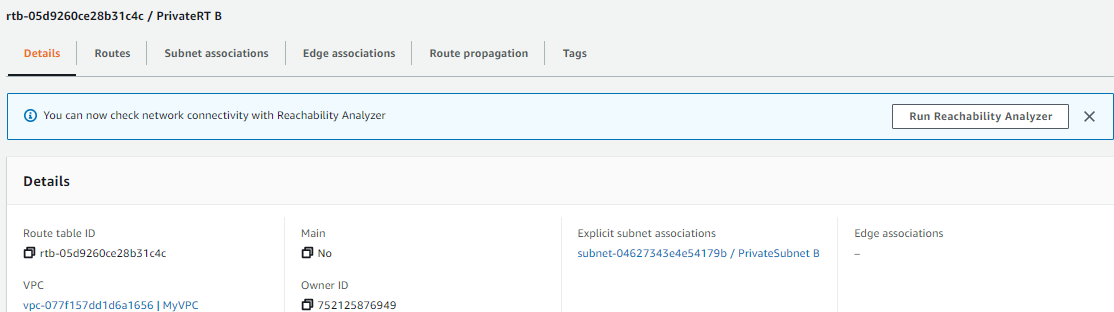 rtb-05d9260ce28b31c4c / PrivateRT B
Details Routes Subnet associations Edge associations Route propagation Tags
You can now check network connectivity with Reachability Analyzer Run Reachability Analyzer
Details
Route table ID Main Explicit subnet associations Edge associations
rtb-05d9260ce28b31c4c No subnet-04627343e4e54179b / PrivateSubnet B –
VPC Owner ID
vpc-077f157dd1d6a1656 | MyVPC 752125876949